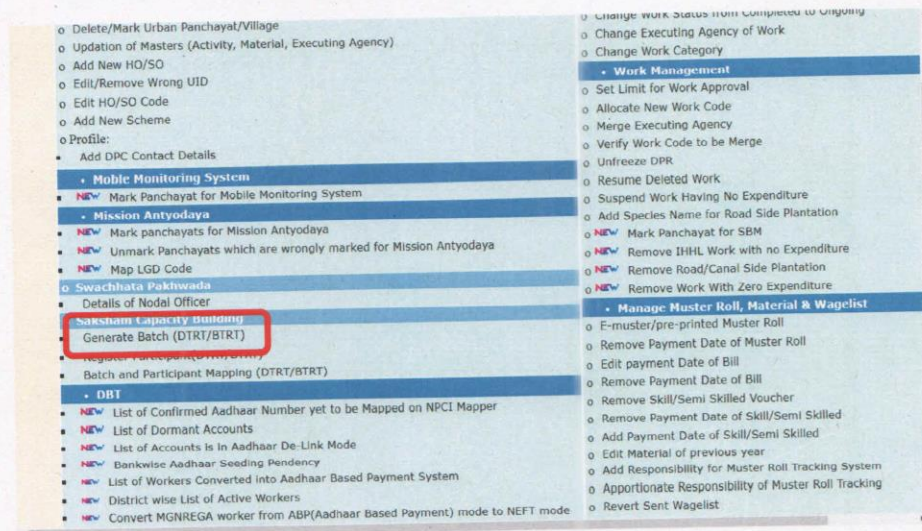 o Delete/Mark Urban Panchayat/Village
o Updation of Masters (Activity, Material, Executing Agency)
o Add New HO/SO
o Edit/Remove Wrong UID
o Edit HO/SO Code
o Add New Scheme
o Profile:
▪ Add DPC Contact Details
• Moble Monitoring System
▪ NEW Mark Panchayat for Mobile Monitoring System
• Mission Antyodaya
▪ NEW Mark panchayats for Mission Antyodaya
▪ NEW Unmark Panchayats which are wrongly marked for Mission Antyodaya
▪ NEW Map LGD Code
o Swachhata Pakhwada
▪ Details of Nodal Officer
Saksham Capacity Building
▪ Generate Batch (DTRT/BTRT)
▪ Register Participant(DTRT/BTRT)
▪ Batch and Participant Mapping (DTRT/BTRT)
• DBT
▪ NEW List of Confirmed Aadhaar Number yet to be Mapped on NPCI Mapper
▪ NEW List of Dormant Accounts
▪ NEW List of Accounts is in Aadhaar De-Link Mode
▪ NEW Bankwise Aadhaar Seeding Pendency
▪ NEW List of Workers Converted into Aadhaar Based Payment System
▪ NEW District wise List of Active Workers
▪ NEW Convert MGNREGA worker from ABP(Aadhaar Based Payment) mode to NEFT mode
o Change Work Status from Completed to Ongoing
o Change Executing Agency of Work
o Change Work Category
• Work Management
o Set Limit for Work Approval
o Allocate New Work Code
o Merge Executing Agency
o Verify Work Code to be Merge
o Unfreeze DPR
o Resume Deleted Work
o Suspend Work Having No Expenditure
o Add Species Name for Road Side Plantation
o NEW Mark Panchayat for SBM
o NEW Remove IHHL Work with no Expenditure
o NEW Remove Road/Canal Side Plantation
o NEW Remove Work With Zero Expenditure
• Manage Muster Roll, Material & Wagelist
o E-muster/pre-printed Muster Roll
o Remove Payment Date of Muster Roll
o Edit payment Date of Bill
o Remove Payment Date of Bill
o Remove Skill/Semi Skilled Voucher
o Remove Payment Date of Skill/Semi Skilled
o Add Payment Date of Skill/Semi Skilled
o Edit Material of previous year
o Add Responsibility for Muster Roll Tracking System
o Apportionate Responsibility of Muster Roll Tracking
o Revert Sent Wagelist